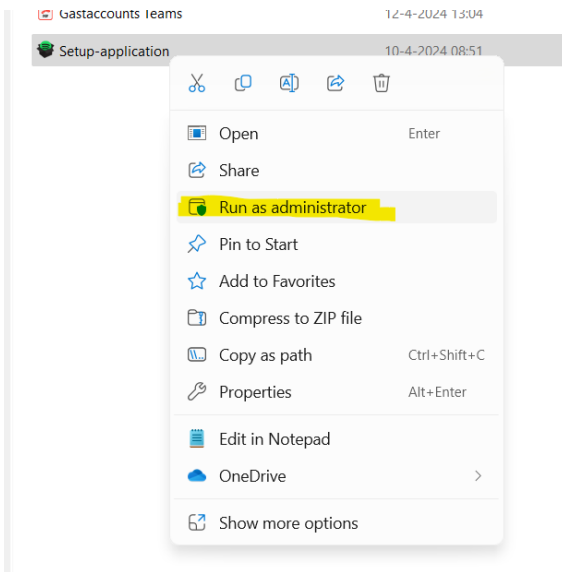 Gastaccounts Teams 12-4-2024 13:04
Setup-application 10-4-2024 08:51
Open Enter
Share
Run as administrator
Pin to Start
Add to Favorites
Compress to ZIP file
Copy as path Ctrl+Shift+C
Properties Alt+Enter
Edit in Notepad
OneDrive
Show more options